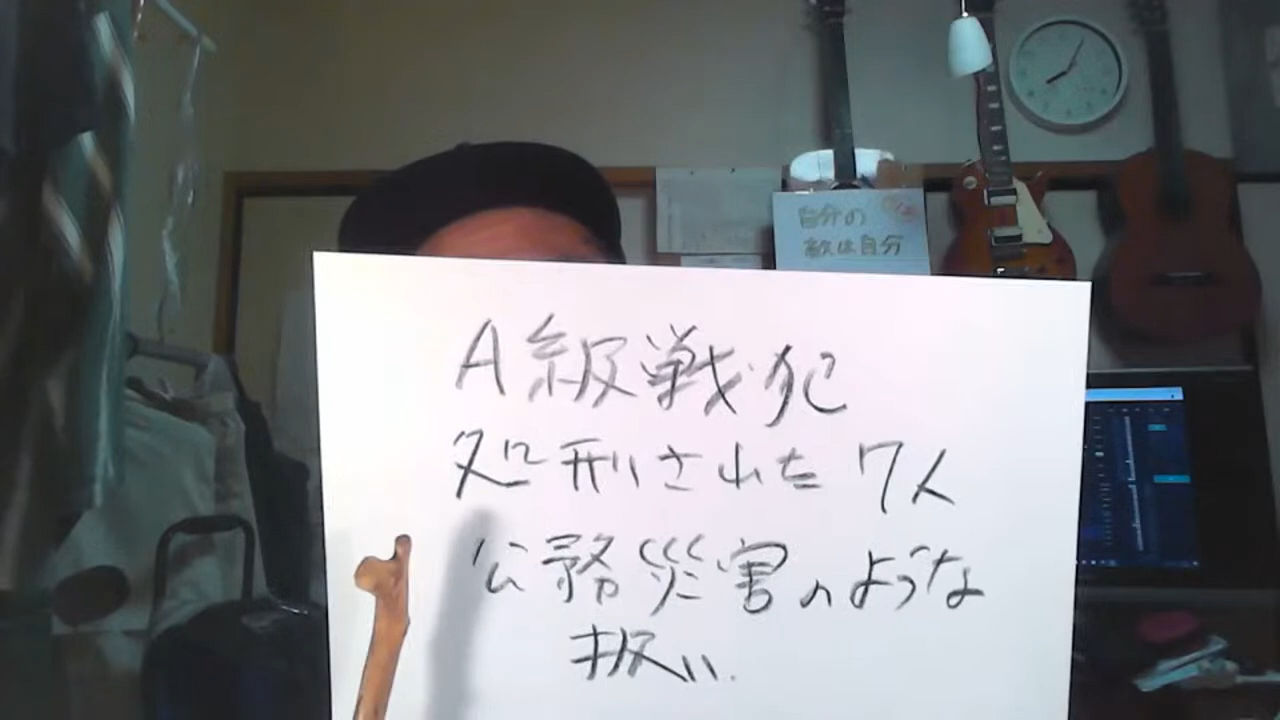 自分の
敵は自分
A級戦犯
処刑された7人
公務災害のような
扱い.